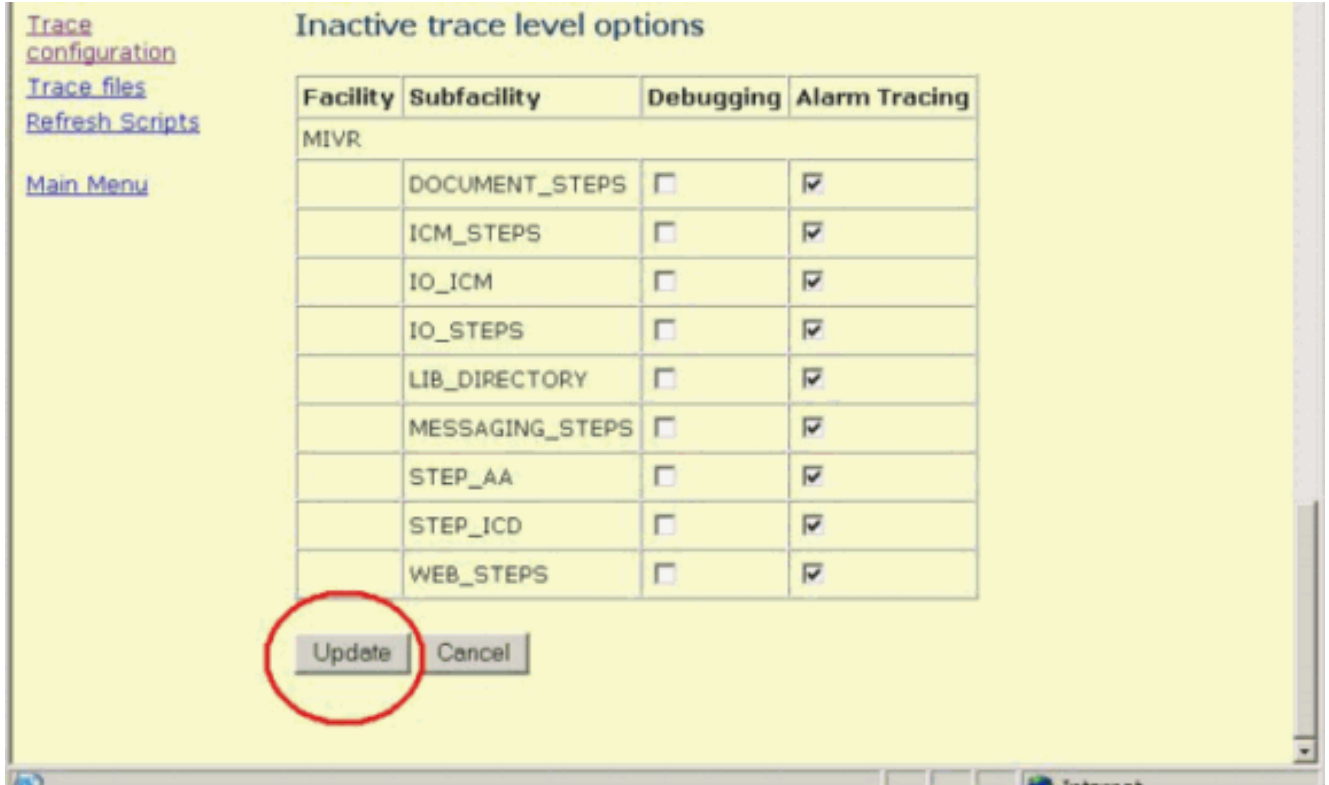 Trace
configuration
Trace files
Refresh Scripts
Main Menu
Inactive trace level options
Facility Subfacility Debugging Alarm Tracing
MIVR
DOCUMENT_STEPS
ICM_STEPS
IO_ICM
IO_STEPS
LIB_DIRECTORY
MESSAGING_STEPS
STEP_AA
STEP_ICD
WEB_STEPS
Update Cancel